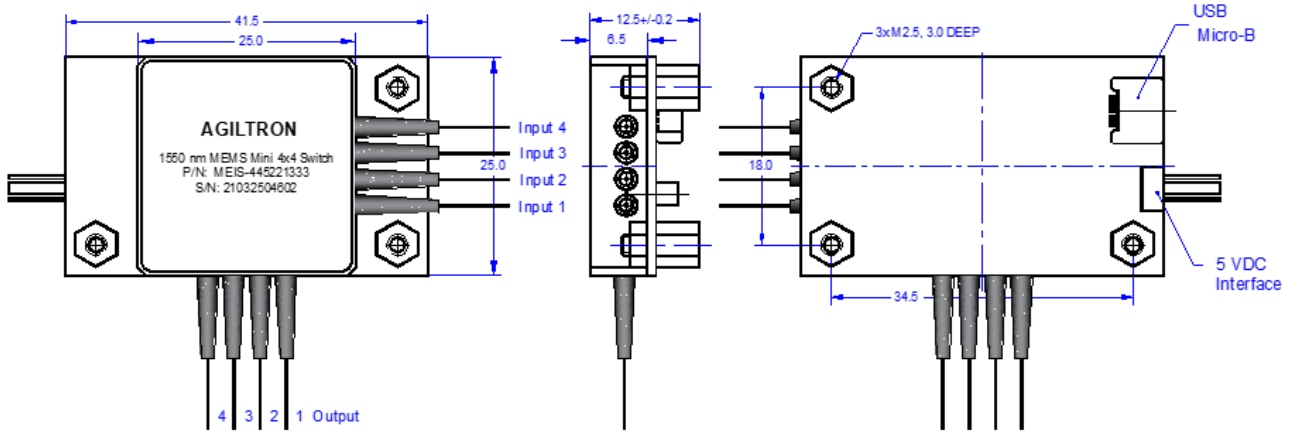 41.5
25.0
AGILTRON
1550 nm MEMS Mini 4x4 Switch
P/N: MEIS-445221333
S/N: 21032504602
Input 4
Input 3
Input 2
Input 1
25.0
4 3 2 1 Output
12.5+/-0.2
6.5
3xM2.5, 3.0 DEEP
USB
Micro-B
18.0
34.5
5 VDC
Interface